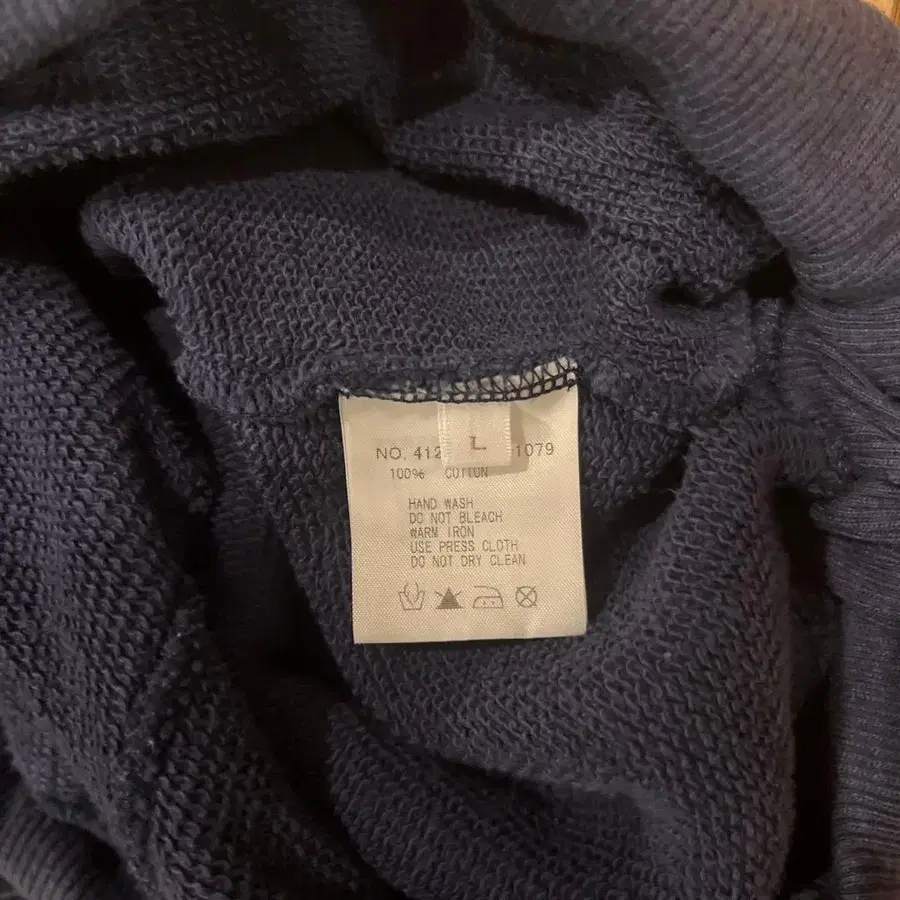 L
NO. 412 1079
100% COTTON
HAND WASH
DO NOT BLEACH
WARM IRON
USE PRESS CLOTH
DO NOT DRY CLEAN